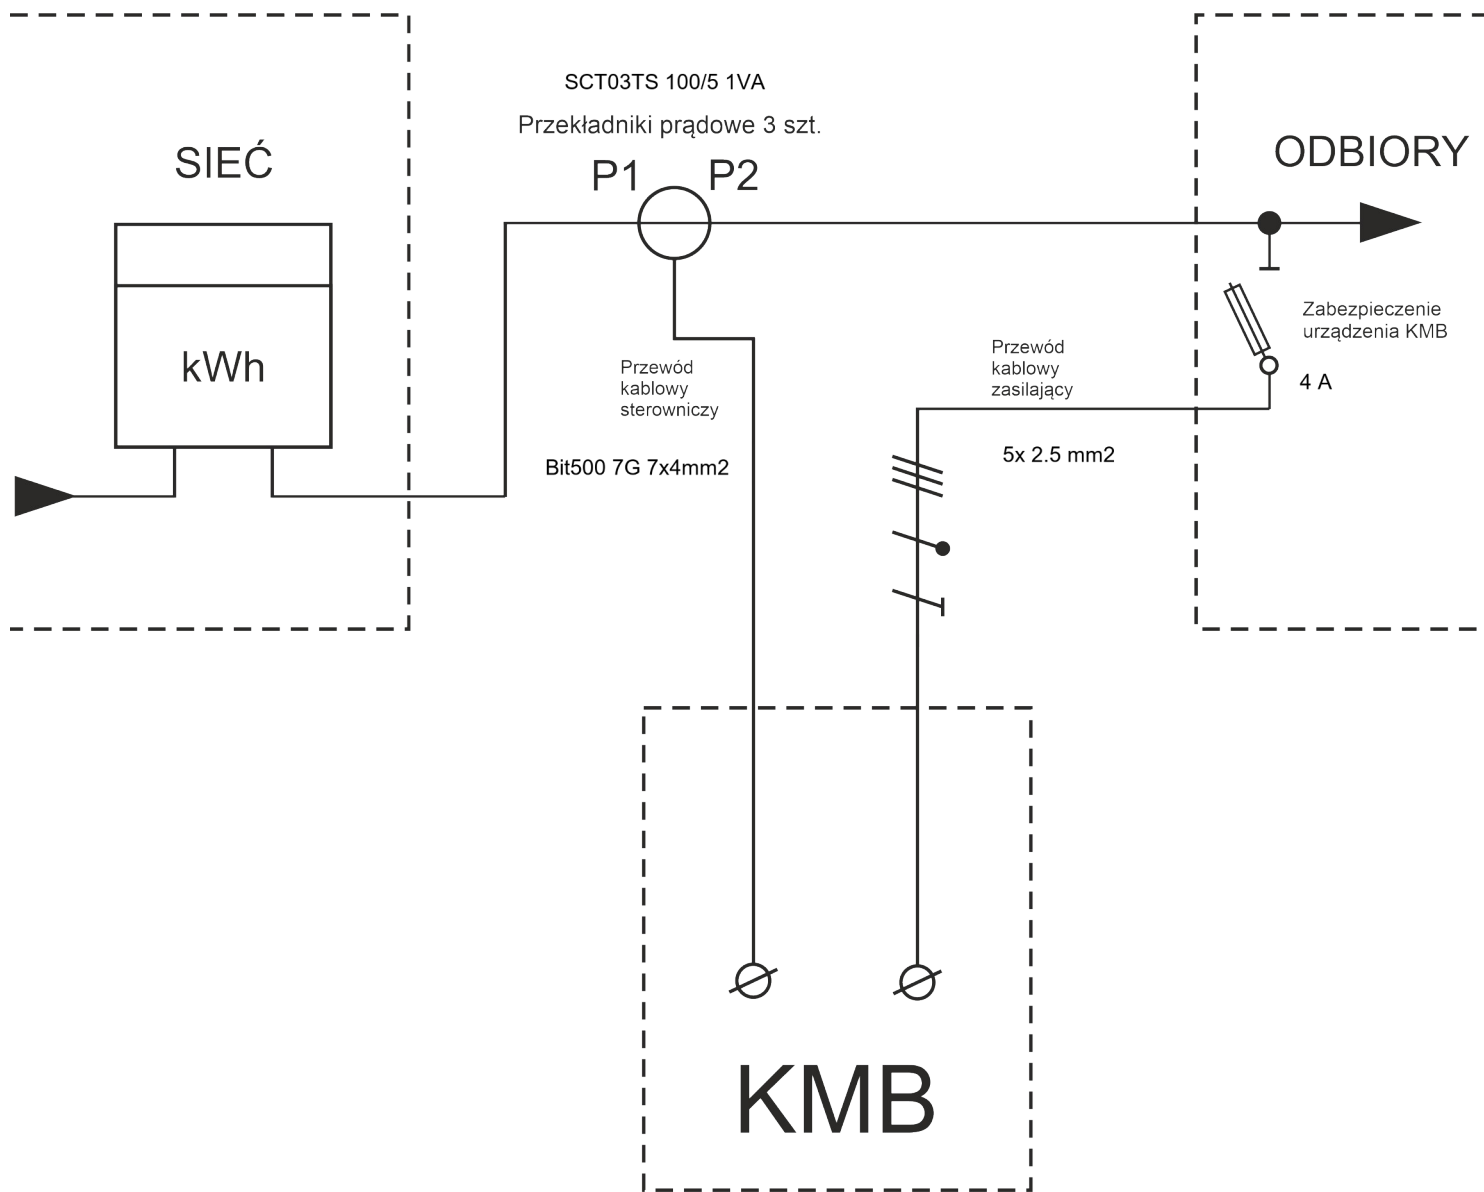 SCT03TS 100/5 1VA
Przekładniki prądowe 3 szt.
SIEĆ
P1
P2
ODBIORY
kWh
Przewód
kablowy
sterowniczy
Bit500 7G 7x4mm2
Przewód
kablowy
zasilający
5x 2.5 mm2
Zabezpieczenie
urządzenia KMB
4 A
KMB